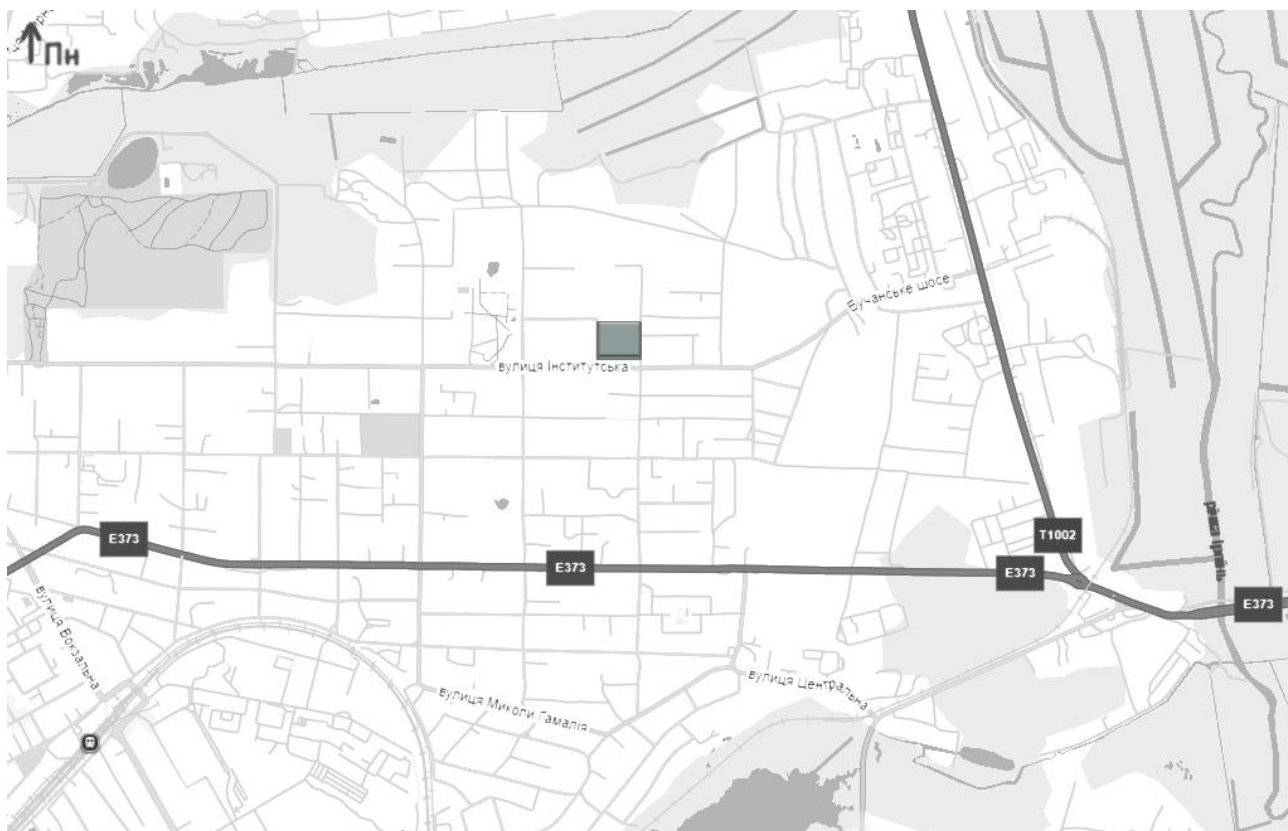 Пн
Бучанське шосе
вулиця Інститутська
T1002
E373
E373
E373
E373
річка Ірпінь
вулиця Вокзальна
вулиця Центральна
вулиця Миколи Гамалія